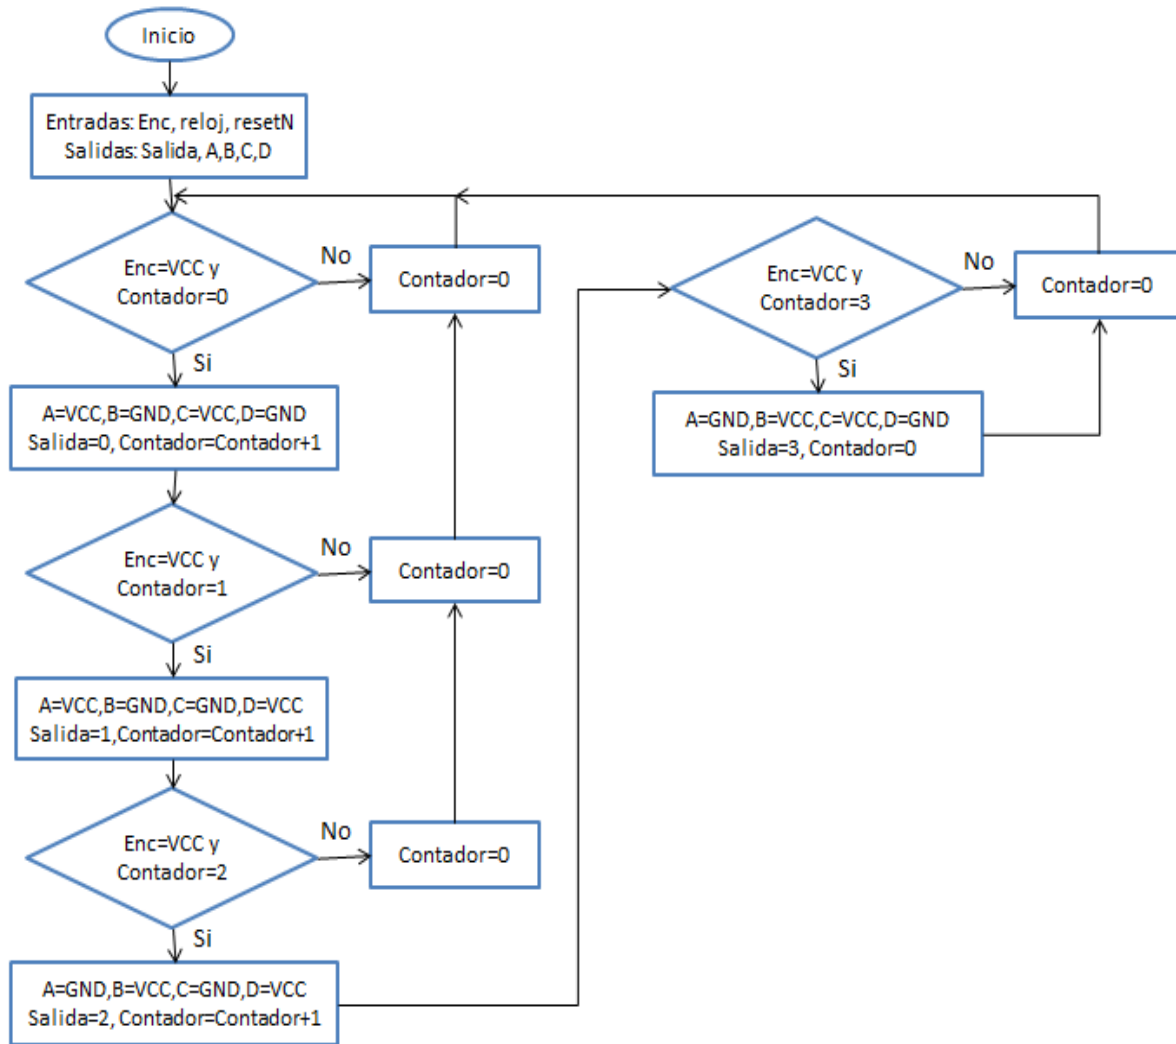 Inicio
Entradas: Enc, reloj, resetN
Salidas: Salida, A,B,C,D
Enc=VCC y
Contador=0
No
Contador=0
Si
A=VCC,B=GND,C=VCC,D=GND
Salida=0, Contador=Contador+1
Enc=VCC y
Contador=1
No
Contador=0
Si
A=VCC,B=GND,C=GND,D=VCC
Salida=1,Contador=Contador+1
Enc=VCC y
Contador=2
No
Contador=0
Si
A=GND,B=VCC,C=GND,D=VCC
Salida=2, Contador=Contador+1
Enc=VCC y
Contador=3
No
Contador=0
Si
A=GND,B=VCC,C=VCC,D=GND
Salida=3, Contador=0